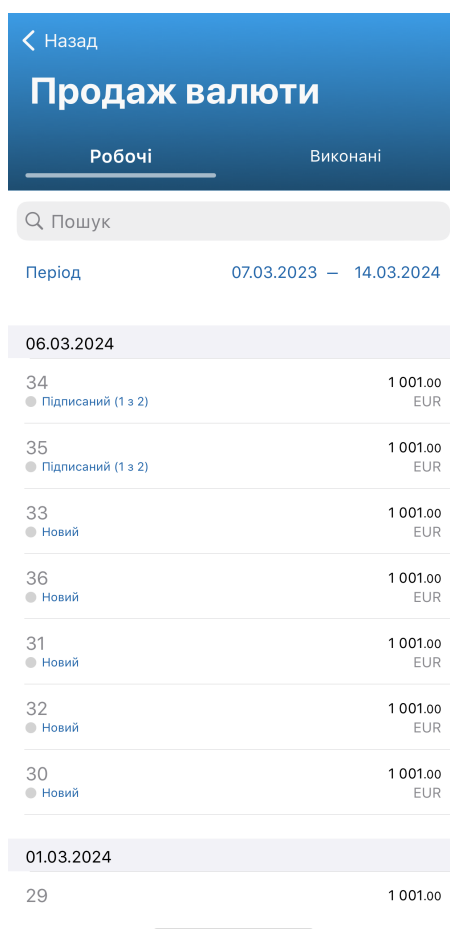 Назад
Продаж валюти
Робочі Виконані
Пошук
Період 07.03.2023 – 14.03.2024
06.03.2024
34 1 001.00
Підписаний (1 з 2) EUR
35 1 001.00
Підписаний (1 з 2) EUR
33 1 001.00
Новий EUR
36 1 001.00
Новий EUR
31 1 001.00
Новий EUR
32 1 001.00
Новий EUR
30 1 001.00
Новий EUR
01.03.2024
29 1 001.00